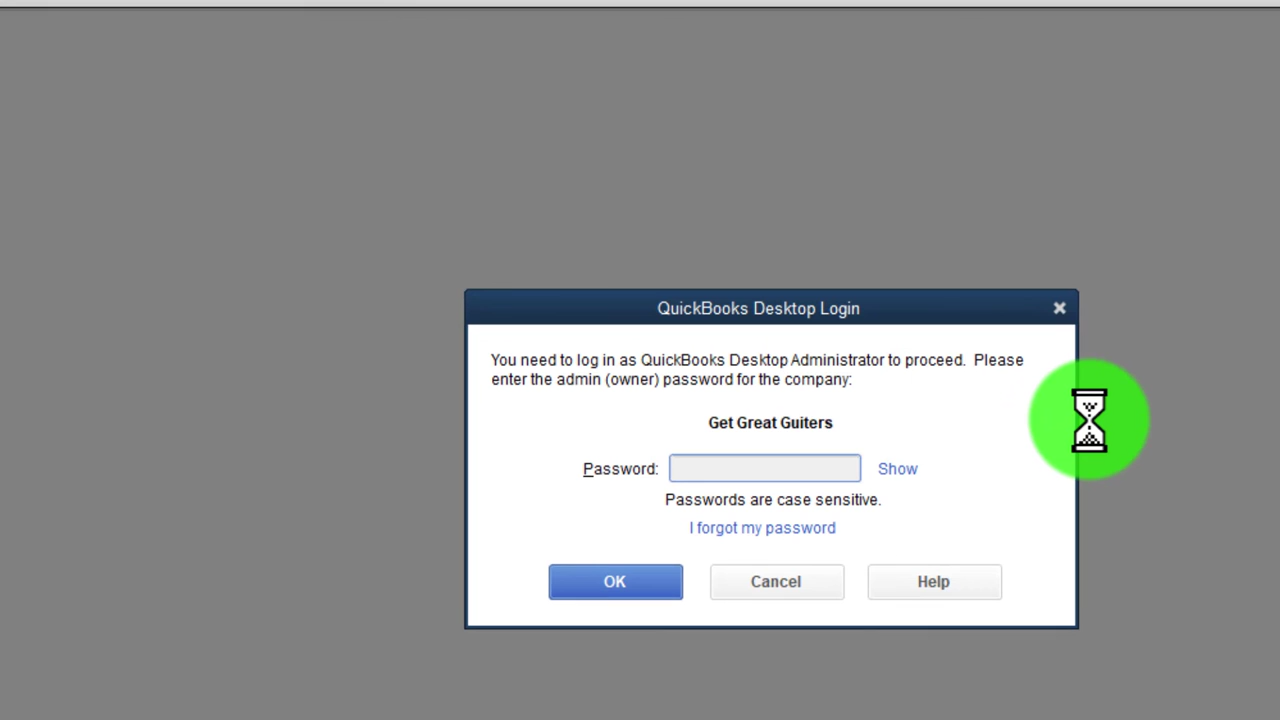 QuickBooks Desktop Login
You need to log in as QuickBooks Desktop Administrator to proceed. Please
enter the admin (owner) password for the company:
Get Great Guiters
Password: Show
Passwords are case sensitive.
I forgot my password
OK Cancel Help